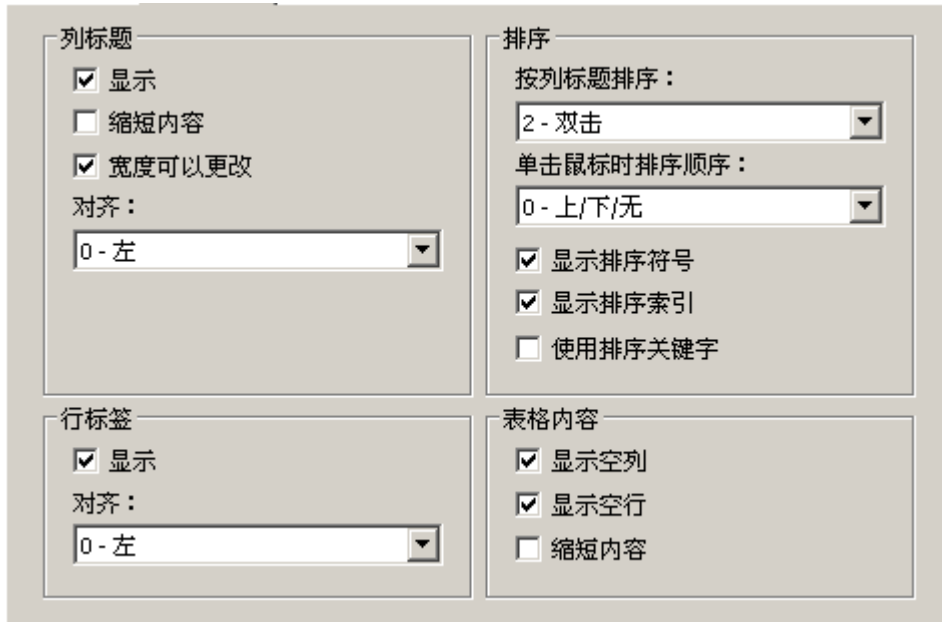 列标题
显示
缩短内容
宽度可以更改
对齐：
0 - 左
排序
按列标题排序：
2 - 双击
单击鼠标时排序顺序：
0 - 上/下/无
显示排序符号
显示排序索引
使用排序关键字
行标签
显示
对齐：
0 - 左
表格内容
显示空列
显示空行
缩短内容